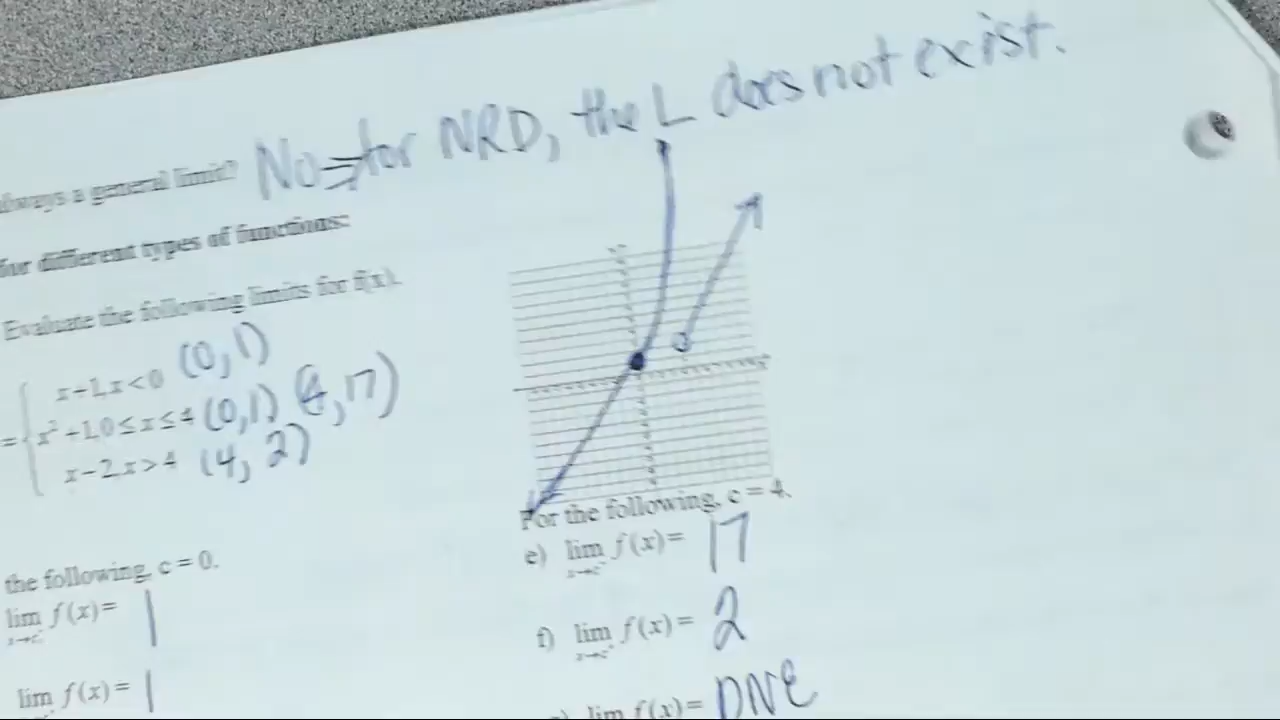 always a general limit? No ⇒ for NRD, the L does not exist.
for different types of functions:
Evaluate the following limits for f(x).
x-1, x<0 (0,1)
= x²+1, 0≤x≤4 (0,1) (4,17)
x-2 x>4 (4, 2)
the following, c = 0.
lim f(x)= 1
lim f(x)= 1
For the following, c = 4.
e) lim f(x)= 17
f) lim f(x)= 2
lim f(x)= DNE